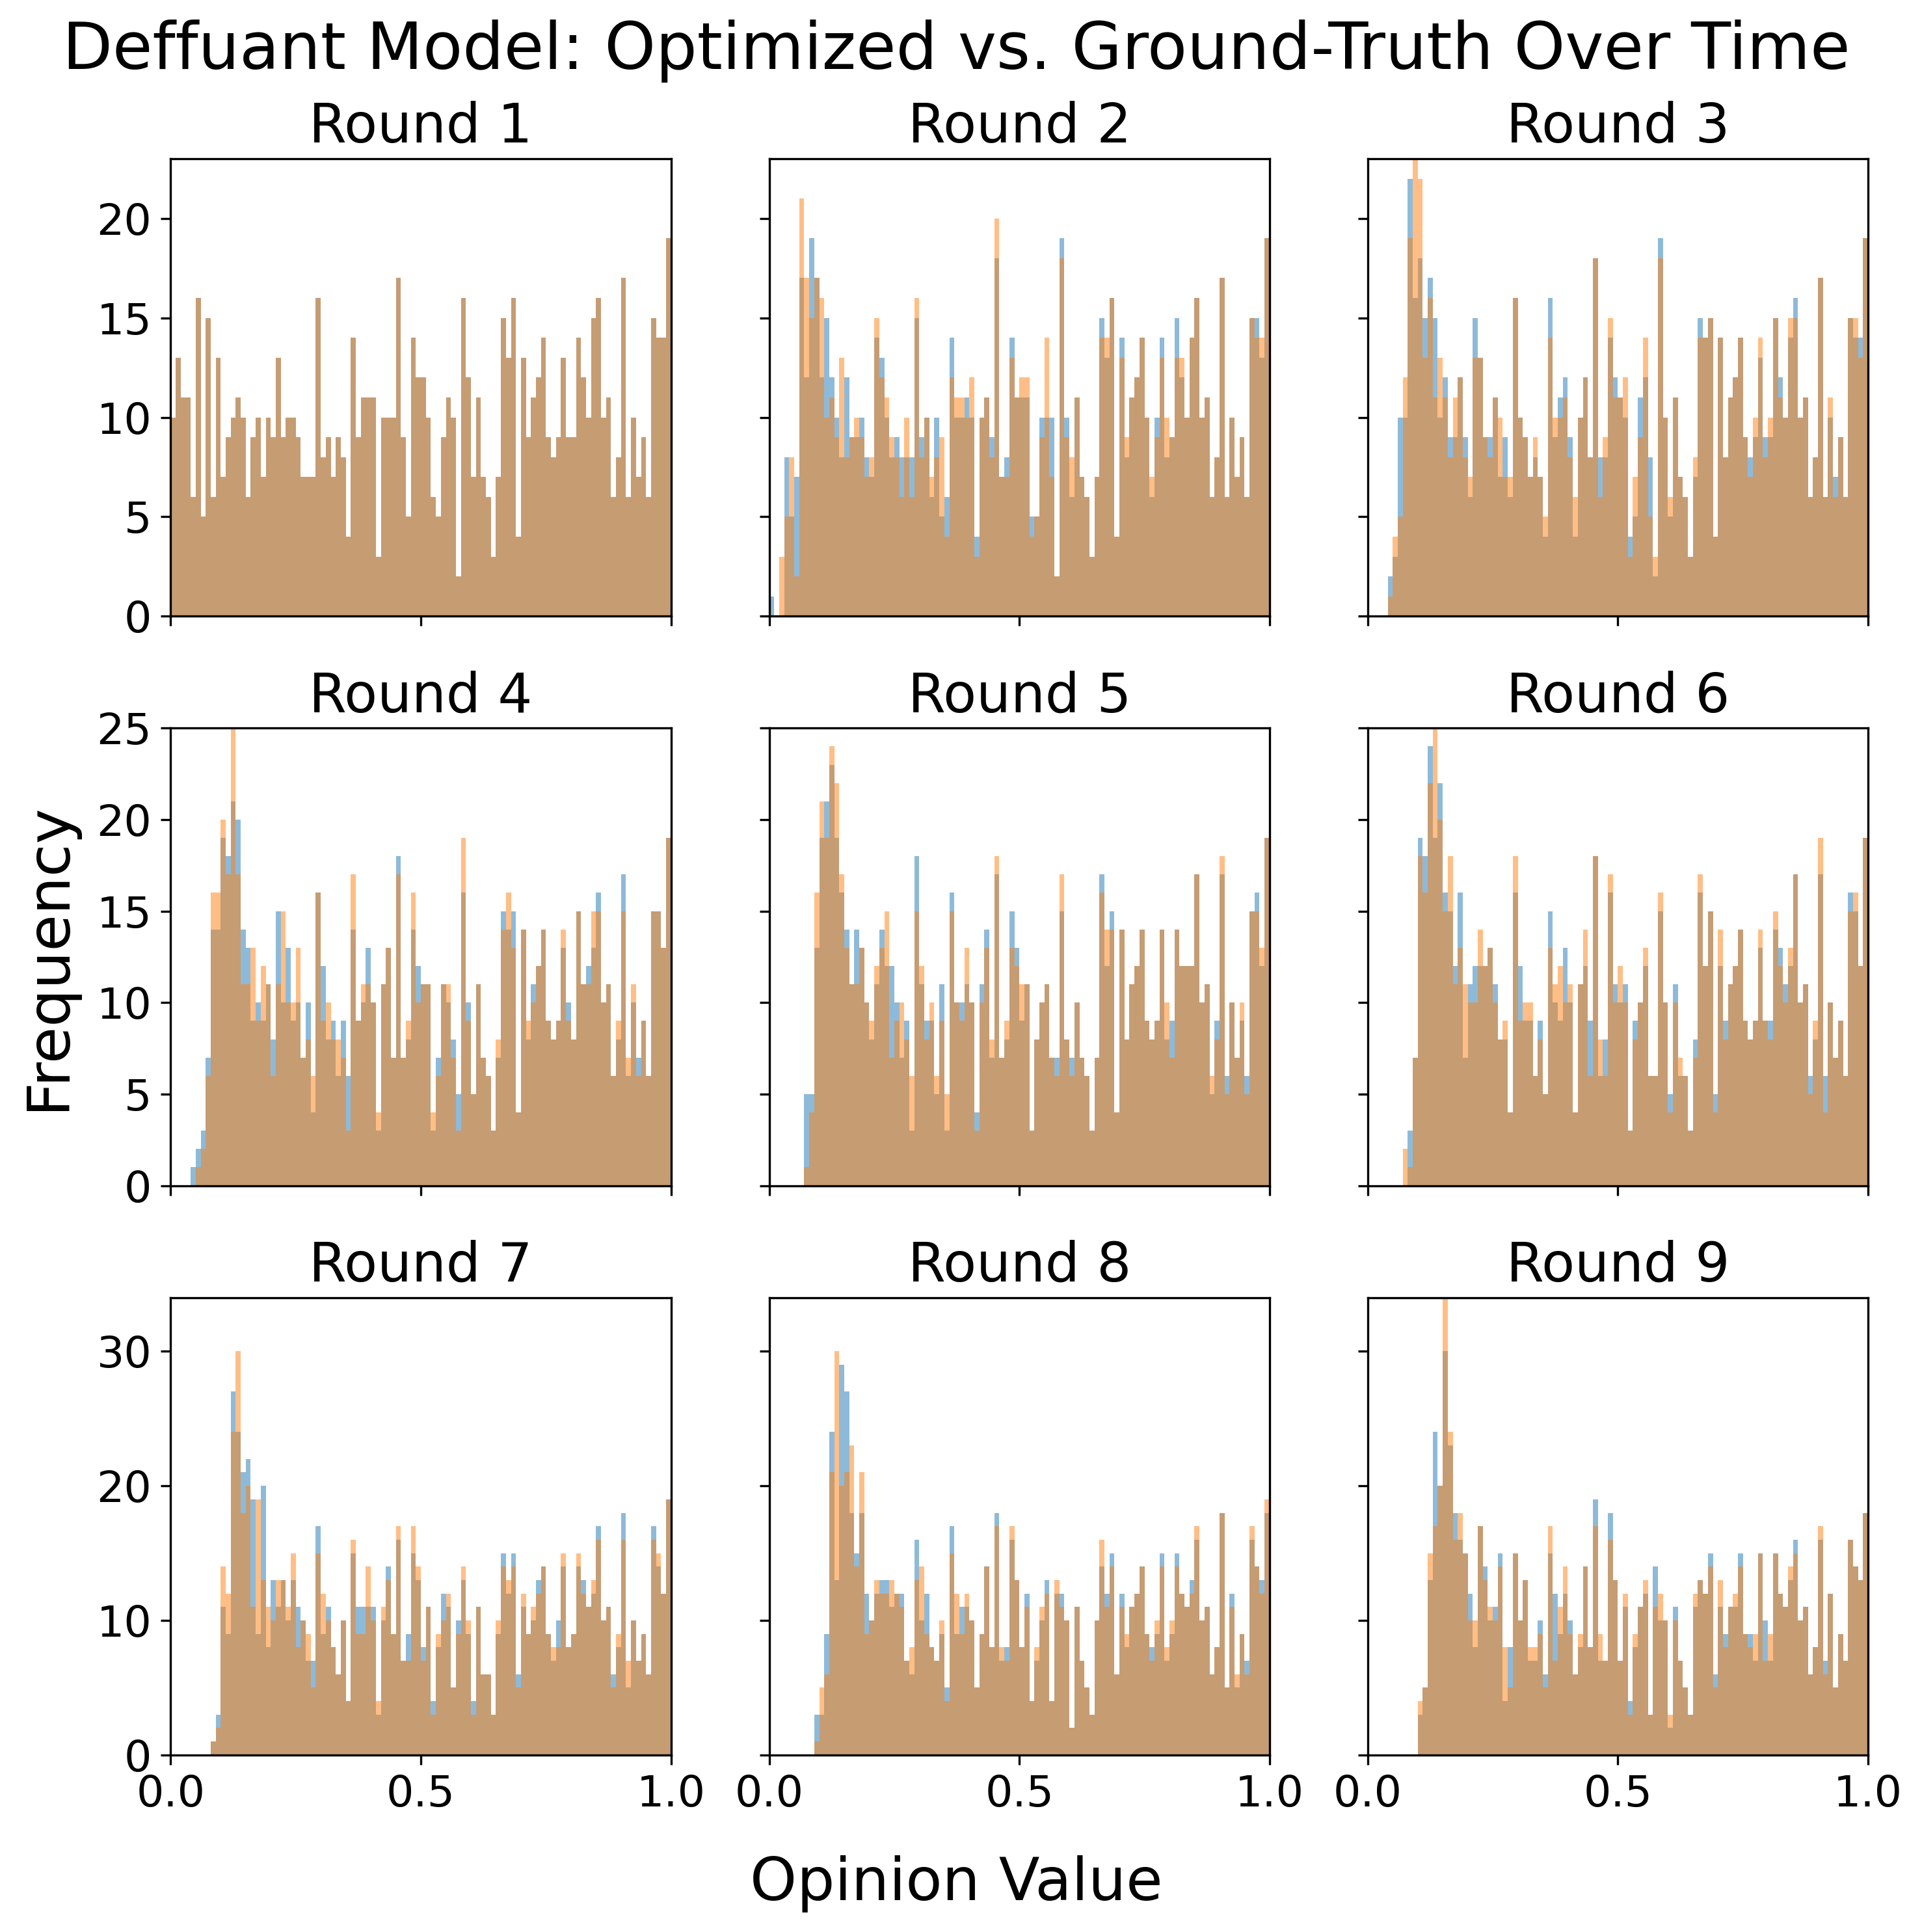 Deffuant Model: Optimized vs. Ground-Truth Over Time
Round 1
Round 2
Round 3
20
15
10
5
0
Round 4
Round 5
Round 6
25
20
15
10
5
0
Frequency
Round 7
Round 8
Round 9
30
20
10
0
0.0 0.5 1.0
0.0 0.5 1.0
0.0 0.5 1.0
Opinion Value